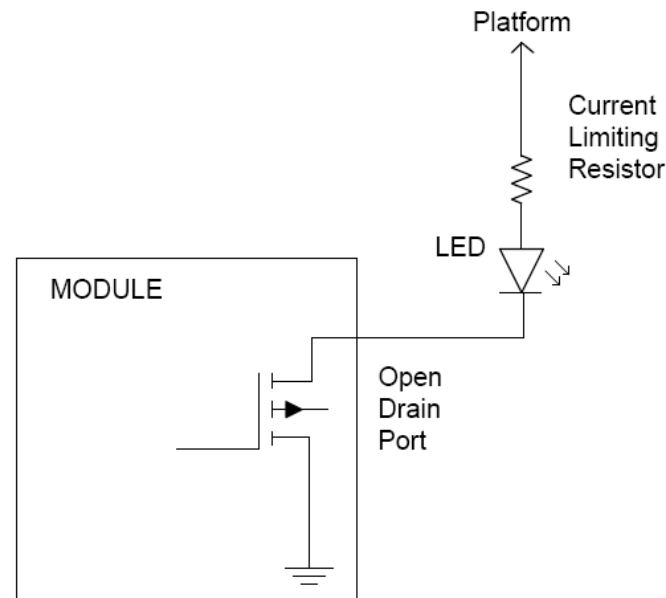 Platform
Current
Limiting
Resistor
LED
MODULE
Open
Drain
Port